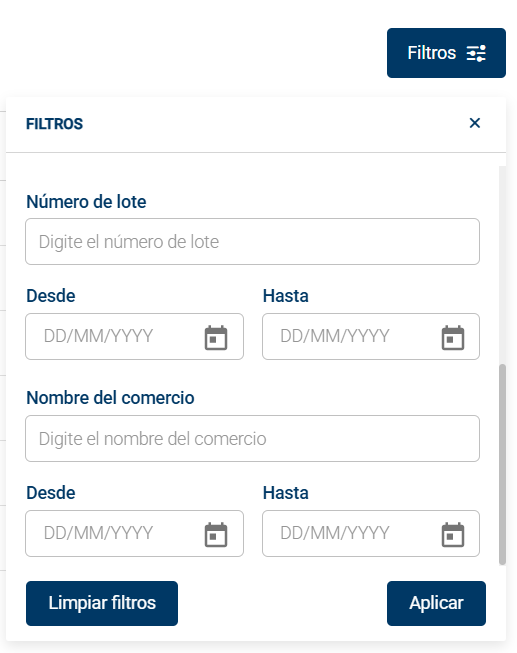 Filtros
FILTROS
Número de lote
Digite el número de lote
Desde Hasta
DD/MM/YYYY DD/MM/YYYY
Nombre del comercio
Digite el nombre del comercio
Desde Hasta
DD/MM/YYYY DD/MM/YYYY
Limpiar filtros Aplicar